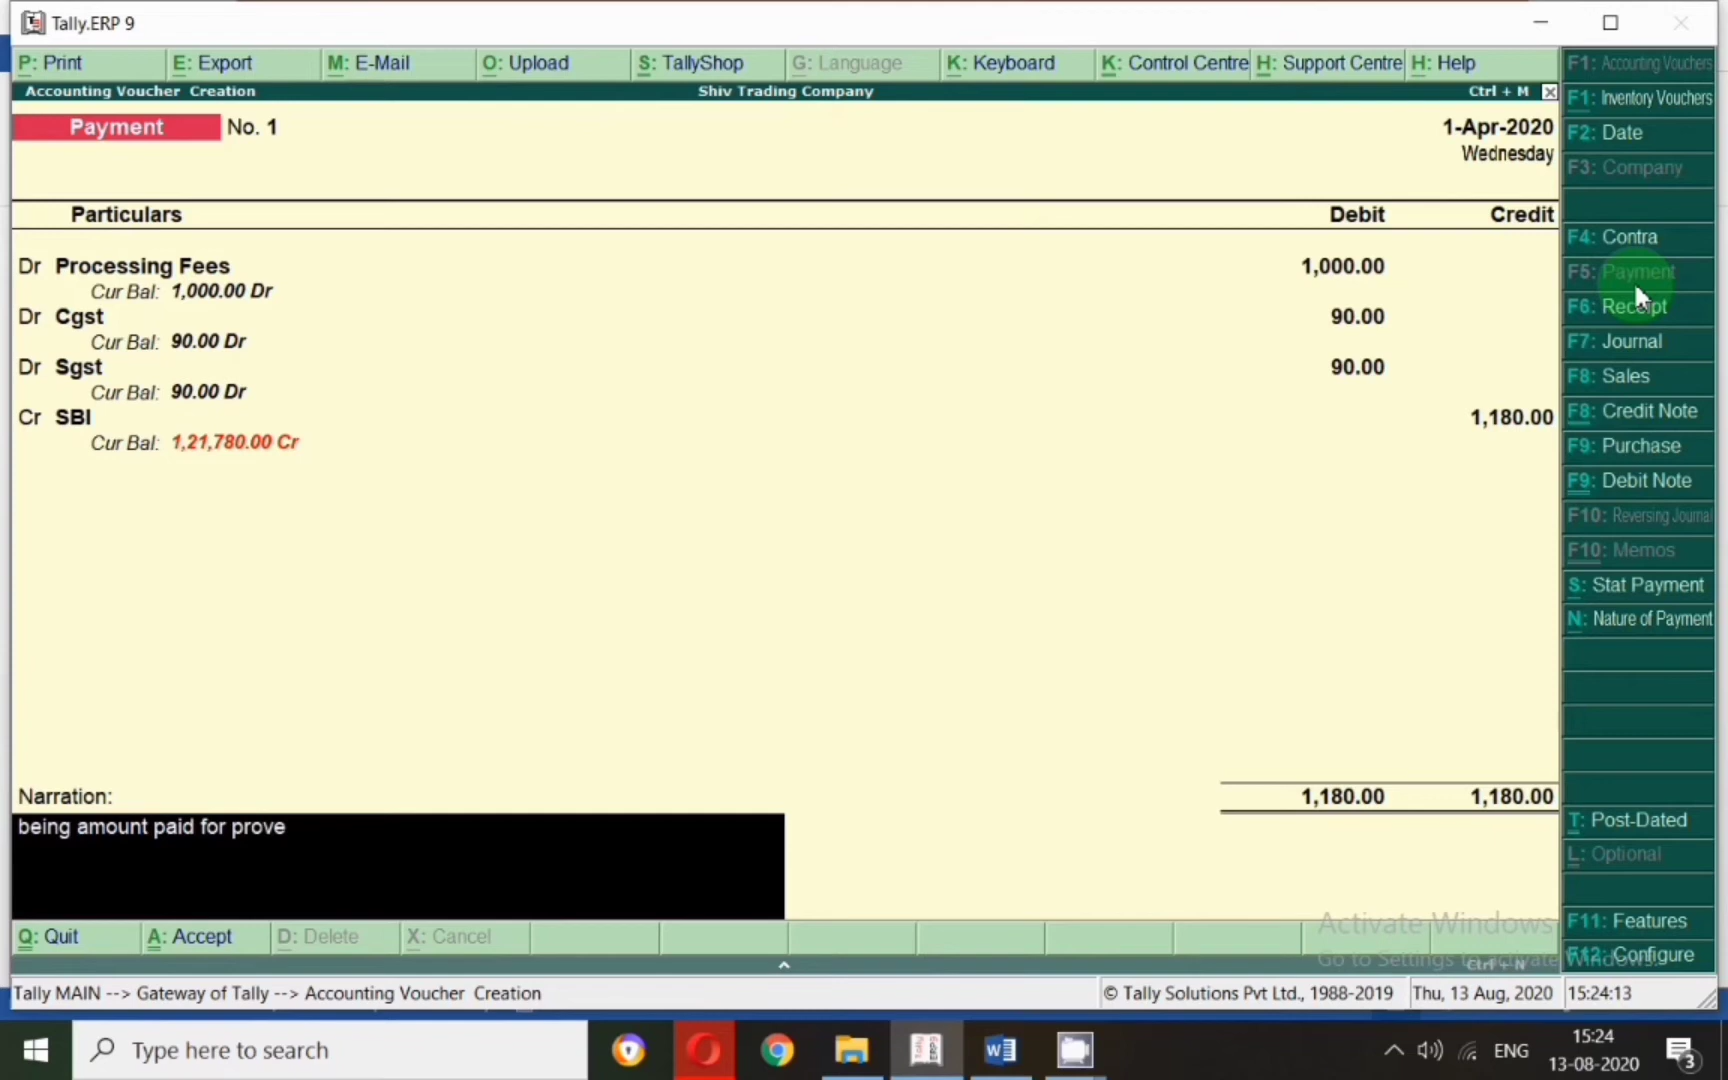 Tally.ERP 9
P: Print E: Export M: E-Mail O: Upload S: TallyShop G: Language K: Keyboard K: Control Centre H: Support Centre H: Help
Accounting Voucher Creation Shiv Trading Company Ctrl + M
Payment No. 1 1-Apr-2020
Wednesday
Particulars Debit Credit
Dr Processing Fees 1,000.00
Cur Bal: 1,000.00 Dr
Dr Cgst 90.00
Cur Bal: 90.00 Dr
Dr Sgst 90.00
Cur Bal: 90.00 Dr
Cr SBI 1,180.00
Cur Bal: 1,21,780.00 Cr
Narration: 1,180.00 1,180.00
being amount paid for prove
F1: Accounting Vouchers
F1: Inventory Vouchers
F2: Date
F3: Company
F4: Contra
F5: Payment
F6: Receipt
F7: Journal
F8: Sales
F8: Credit Note
F9: Purchase
F9: Debit Note
F10: Reversing Journal
F10: Memos
S: Stat Payment
N: Nature of Payment
T: Post-Dated
L: Optional
F11: Features
F12: Configure
Q: Quit A: Accept D: Delete X: Cancel
Activate Windows
Go to Settings to activate Windows.
Ctrl + N
Tally MAIN --> Gateway of Tally --> Accounting Voucher Creation © Tally Solutions Pvt Ltd., 1988-2019 Thu, 13 Aug, 2020 15:24:13
Type here to search
Tally ERP9
W
ENG
15:24
13-08-2020
3